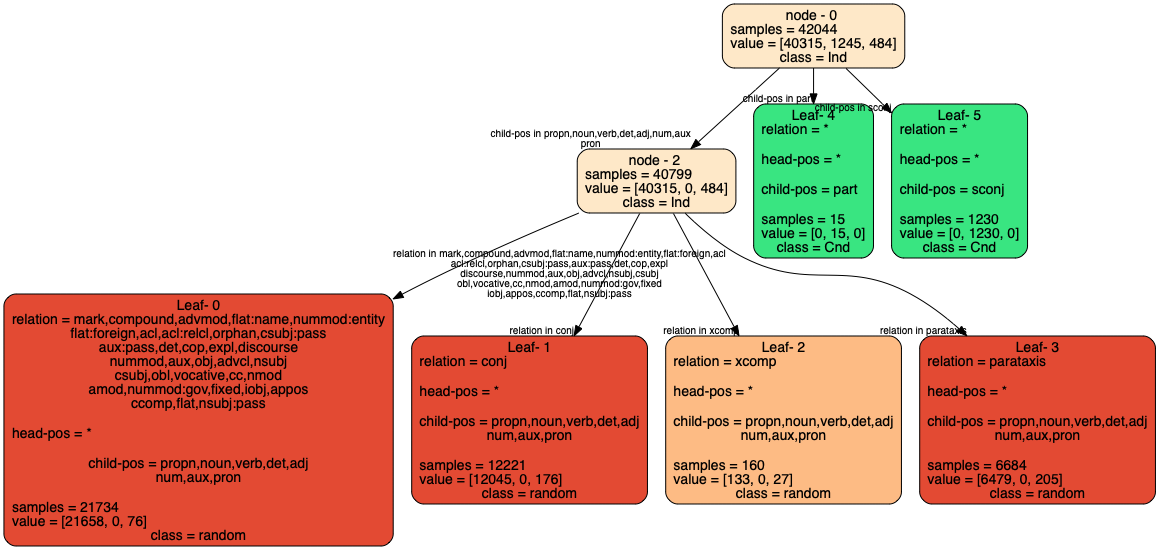 node - 0
samples = 42044
value = [40315, 1245, 484]
class = Ind
child-pos in part
child-pos in sconj
child-pos in propn,noun,verb,det,adj,num,aux
pron
Leaf- 4
relation = *
head-pos = *
child-pos = part
samples = 15
value = [0, 15, 0]
class = Cnd
Leaf- 5
relation = *
head-pos = *
child-pos = sconj
samples = 1230
value = [0, 1230, 0]
class = Cnd
node - 2
samples = 40799
value = [40315, 0, 484]
class = Ind
relation in mark,compound,advmod,flat:name,nummod:entity,flat:foreign,acl
acl:relcl,orphan,csubj:pass,aux:pass,det,cop,expl
discourse,nummod,aux,obj,advcl,nsubj,csubj
obl,vocative,cc,nmod,amod,nummod:gov,fixed
iobj,appos,ccomp,flat,nsubj:pass
relation in conj
relation in xcomp
relation in parataxis
Leaf- 0
relation = mark,compound,advmod,flat:name,nummod:entity
flat:foreign,acl,acl:relcl,orphan,csubj:pass
aux:pass,det,cop,expl,discourse
nummod,aux,obj,advcl,nsubj
csubj,obl,vocative,cc,nmod
amod,nummod:gov,fixed,iobj,appos
ccomp,flat,nsubj:pass
head-pos = *
child-pos = propn,noun,verb,det,adj
num,aux,pron
samples = 21734
value = [21658, 0, 76]
class = random
Leaf- 1
relation = conj
head-pos = *
child-pos = propn,noun,verb,det,adj
num,aux,pron
samples = 12221
value = [12045, 0, 176]
class = random
Leaf- 2
relation = xcomp
head-pos = *
child-pos = propn,noun,verb,det,adj
num,aux,pron
samples = 160
value = [133, 0, 27]
class = random
Leaf- 3
relation = parataxis
head-pos = *
child-pos = propn,noun,verb,det,adj
num,aux,pron
samples = 6684
value = [6479, 0, 205]
class = random